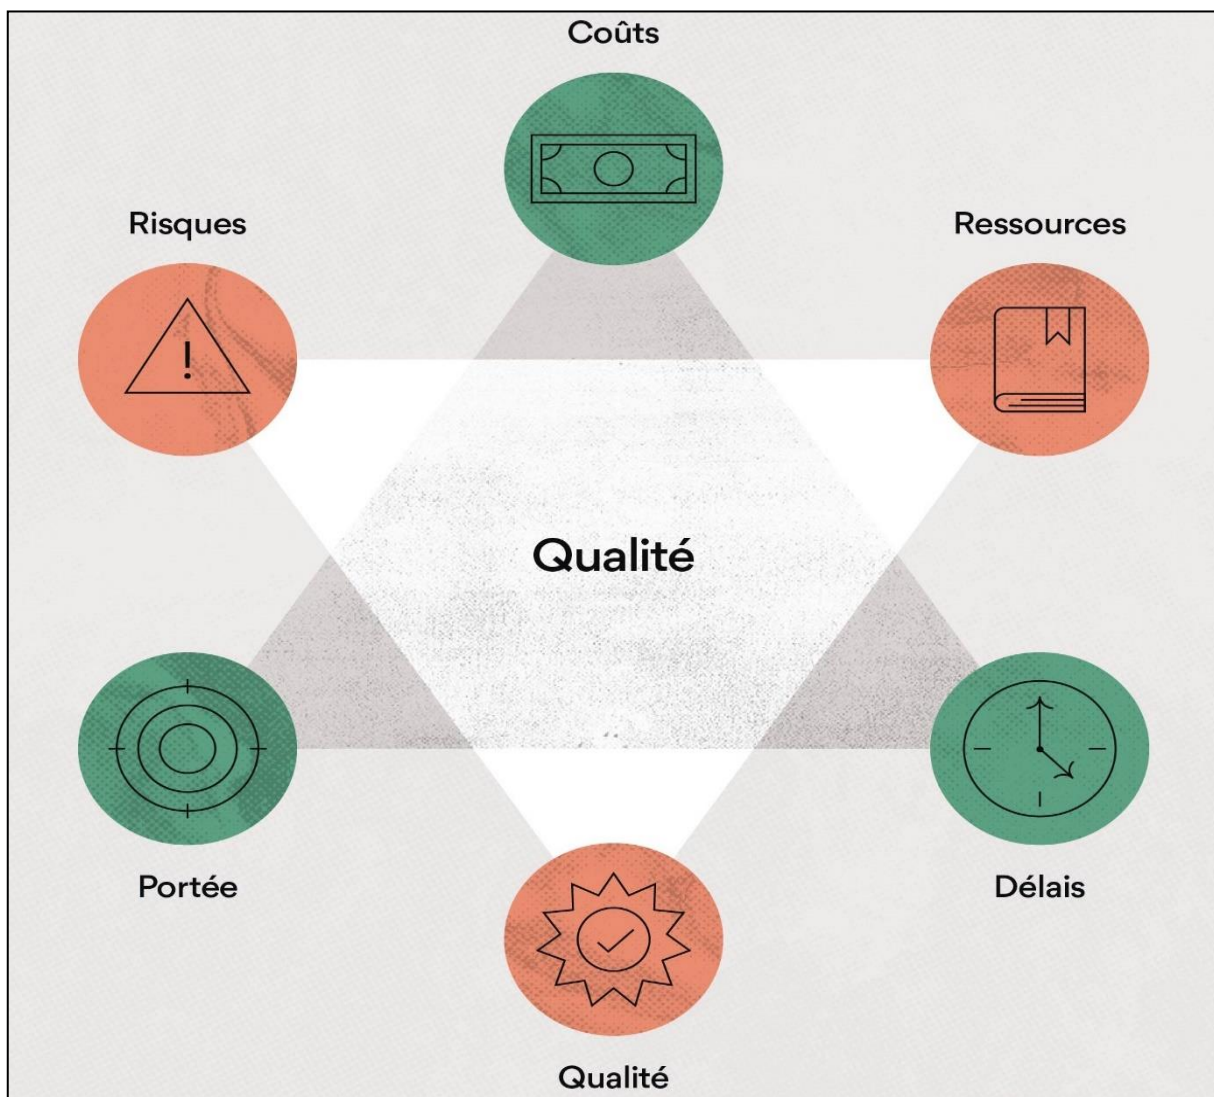 Coûts
Risques
Ressources
!
Qualité
Portée
Délais
Qualité